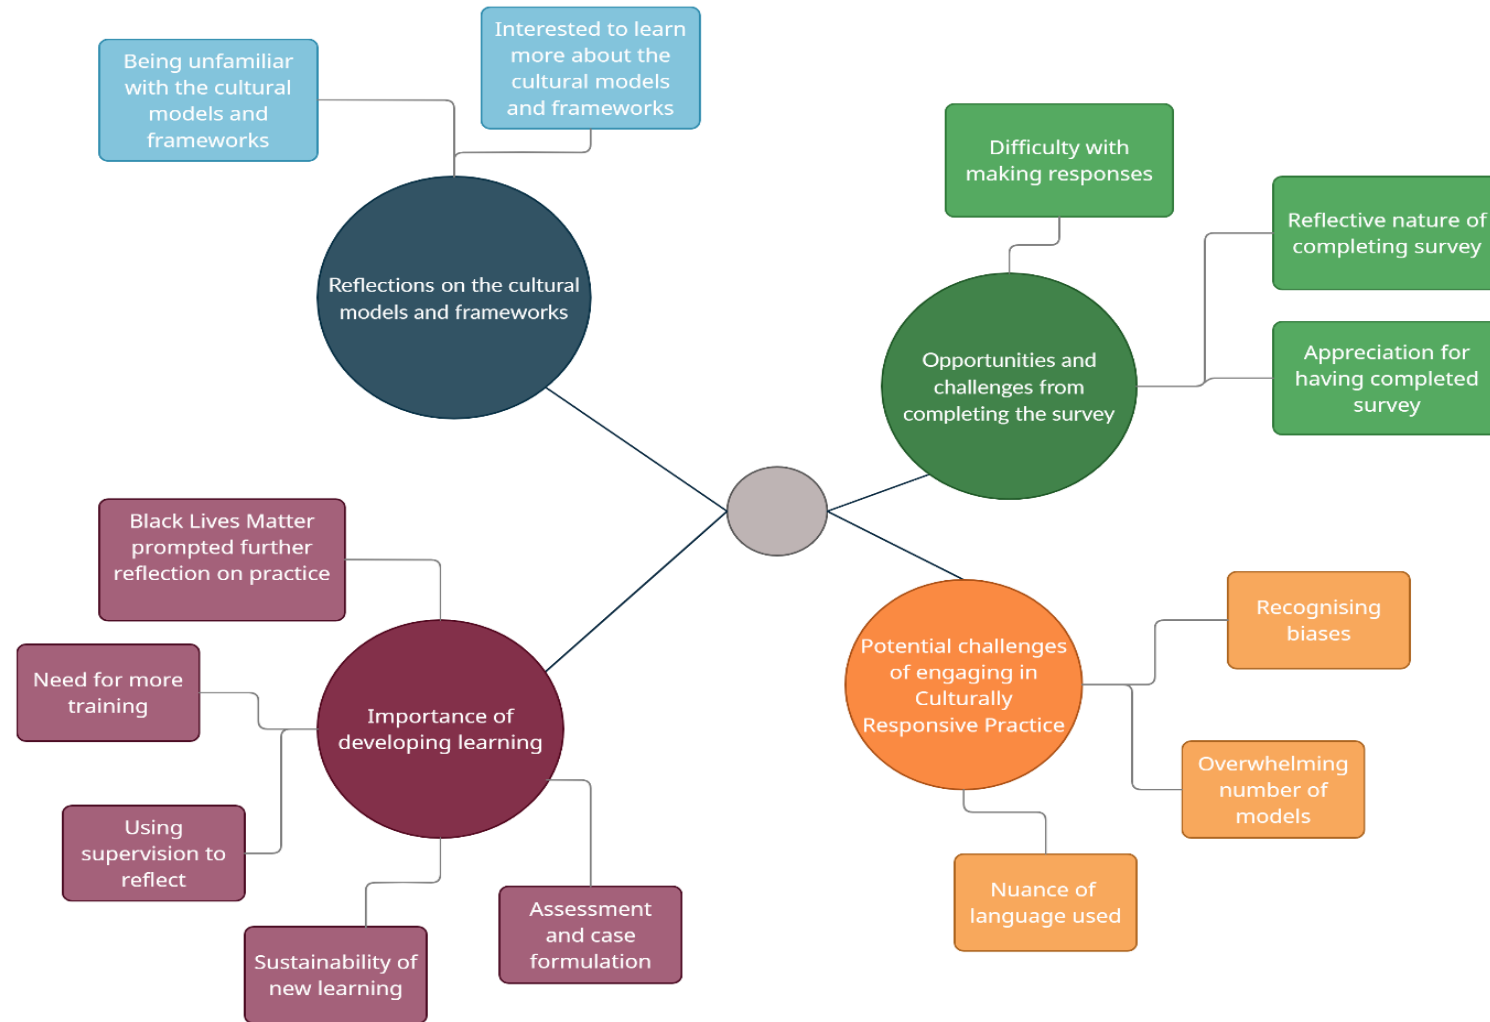 Being unfamiliar
with the cultural
models and
frameworks
Interested to learn
more about the
cultural models
and frameworks
Reflections on the cultural
models and frameworks
Difficulty with
making responses
Reflective nature of
completing survey
Appreciation for
having completed
survey
Opportunities and
challenges from
completing the survey
Black Lives Matter
prompted further
reflection on practice
Need for more
training
Importance of
developing learning
Using
supervision to
reflect
Sustainability of
new learning
Assessment
and case
formulation
Potential challenges
of engaging in
Culturally
Responsive Practice
Recognising
biases
Overwhelming
number of
models
Nuance of
language used